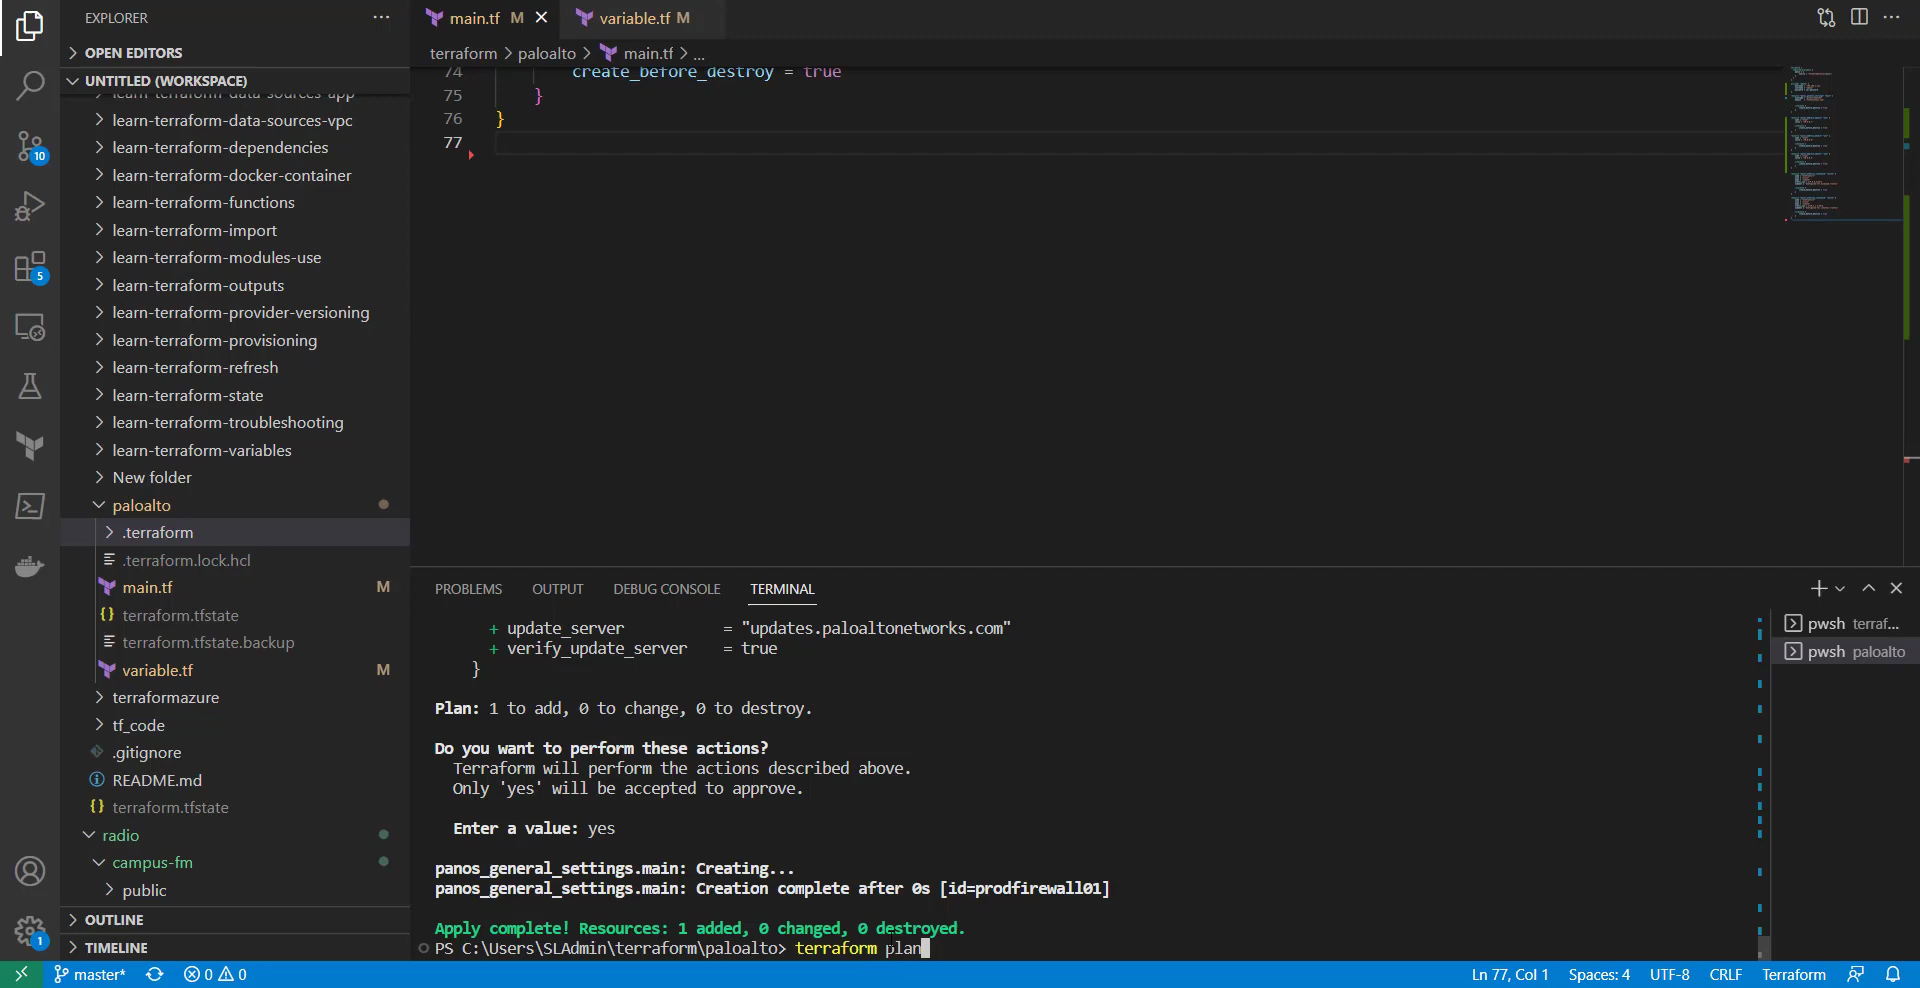 EXPLORER
OPEN EDITORS
UNTITLED (WORKSPACE)
learn-terraform-data-sources-app
learn-terraform-data-sources-vpc
learn-terraform-dependencies
learn-terraform-docker-container
learn-terraform-functions
learn-terraform-import
learn-terraform-modules-use
learn-terraform-outputs
learn-terraform-provider-versioning
learn-terraform-provisioning
learn-terraform-refresh
learn-terraform-state
learn-terraform-troubleshooting
learn-terraform-variables
New folder
paloalto
.terraform
.terraform.lock.hcl
main.tf M
terraform.tfstate
terraform.tfstate.backup
variable.tf M
terraformazure
tf_code
.gitignore
README.md
terraform.tfstate
radio
campus-fm
public
OUTLINE
TIMELINE
10
5
1
main.tf M
variable.tf M
terraform > paloalto > main.tf > ...
74 create_before_destroy = true
75 }
76 }
77
PROBLEMS OUTPUT DEBUG CONSOLE TERMINAL
+ update_server = "updates.paloaltonetworks.com"
+ verify_update_server = true
}
Plan: 1 to add, 0 to change, 0 to destroy.
Do you want to perform these actions?
Terraform will perform the actions described above.
Only 'yes' will be accepted to approve.
Enter a value: yes
panos_general_settings.main: Creating...
panos_general_settings.main: Creation complete after 0s [id=prodfirewall01]
Apply complete! Resources: 1 added, 0 changed, 0 destroyed.
PS C:\Users\SLAdmin\terraform\paloalto> terraform plan
pwsh terraf...
pwsh paloalto
master* 0 0 Ln 77, Col 1 Spaces: 4 UTF-8 CRLF Terraform